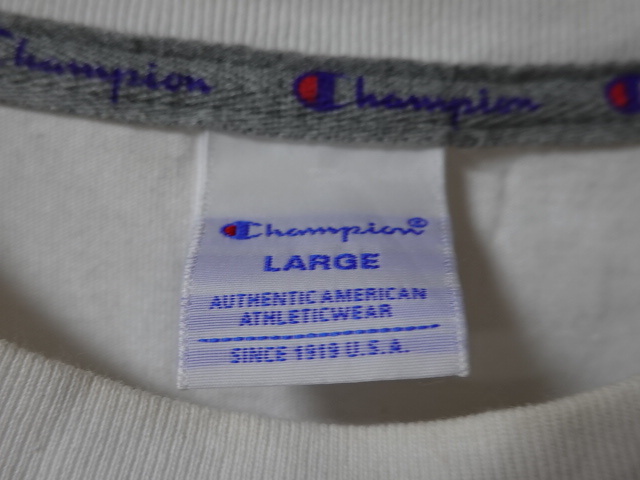 Champion Champion
Champion®
LARGE
AUTHENTIC AMERICAN
ATHLETICWEAR
SINCE 1919 U.S.A.